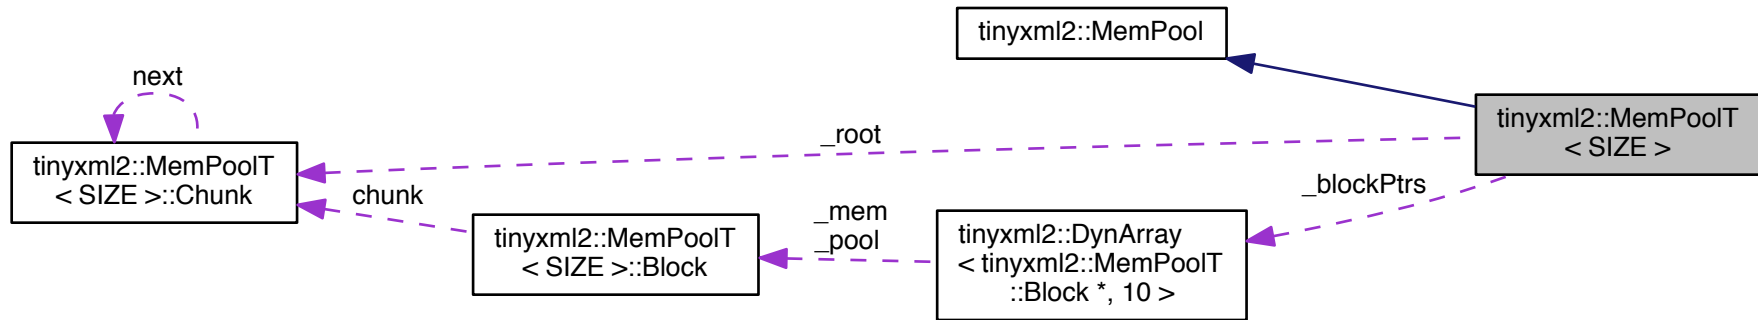 tinyxml2::MemPool
next
tinyxml2::MemPoolT
< SIZE >
_root
tinyxml2::MemPoolT
< SIZE >::Chunk
chunk
_blockPtrs
_mem
_pool
tinyxml2::MemPoolT
< SIZE >::Block
tinyxml2::DynArray
< tinyxml2::MemPoolT
::Block *, 10 >